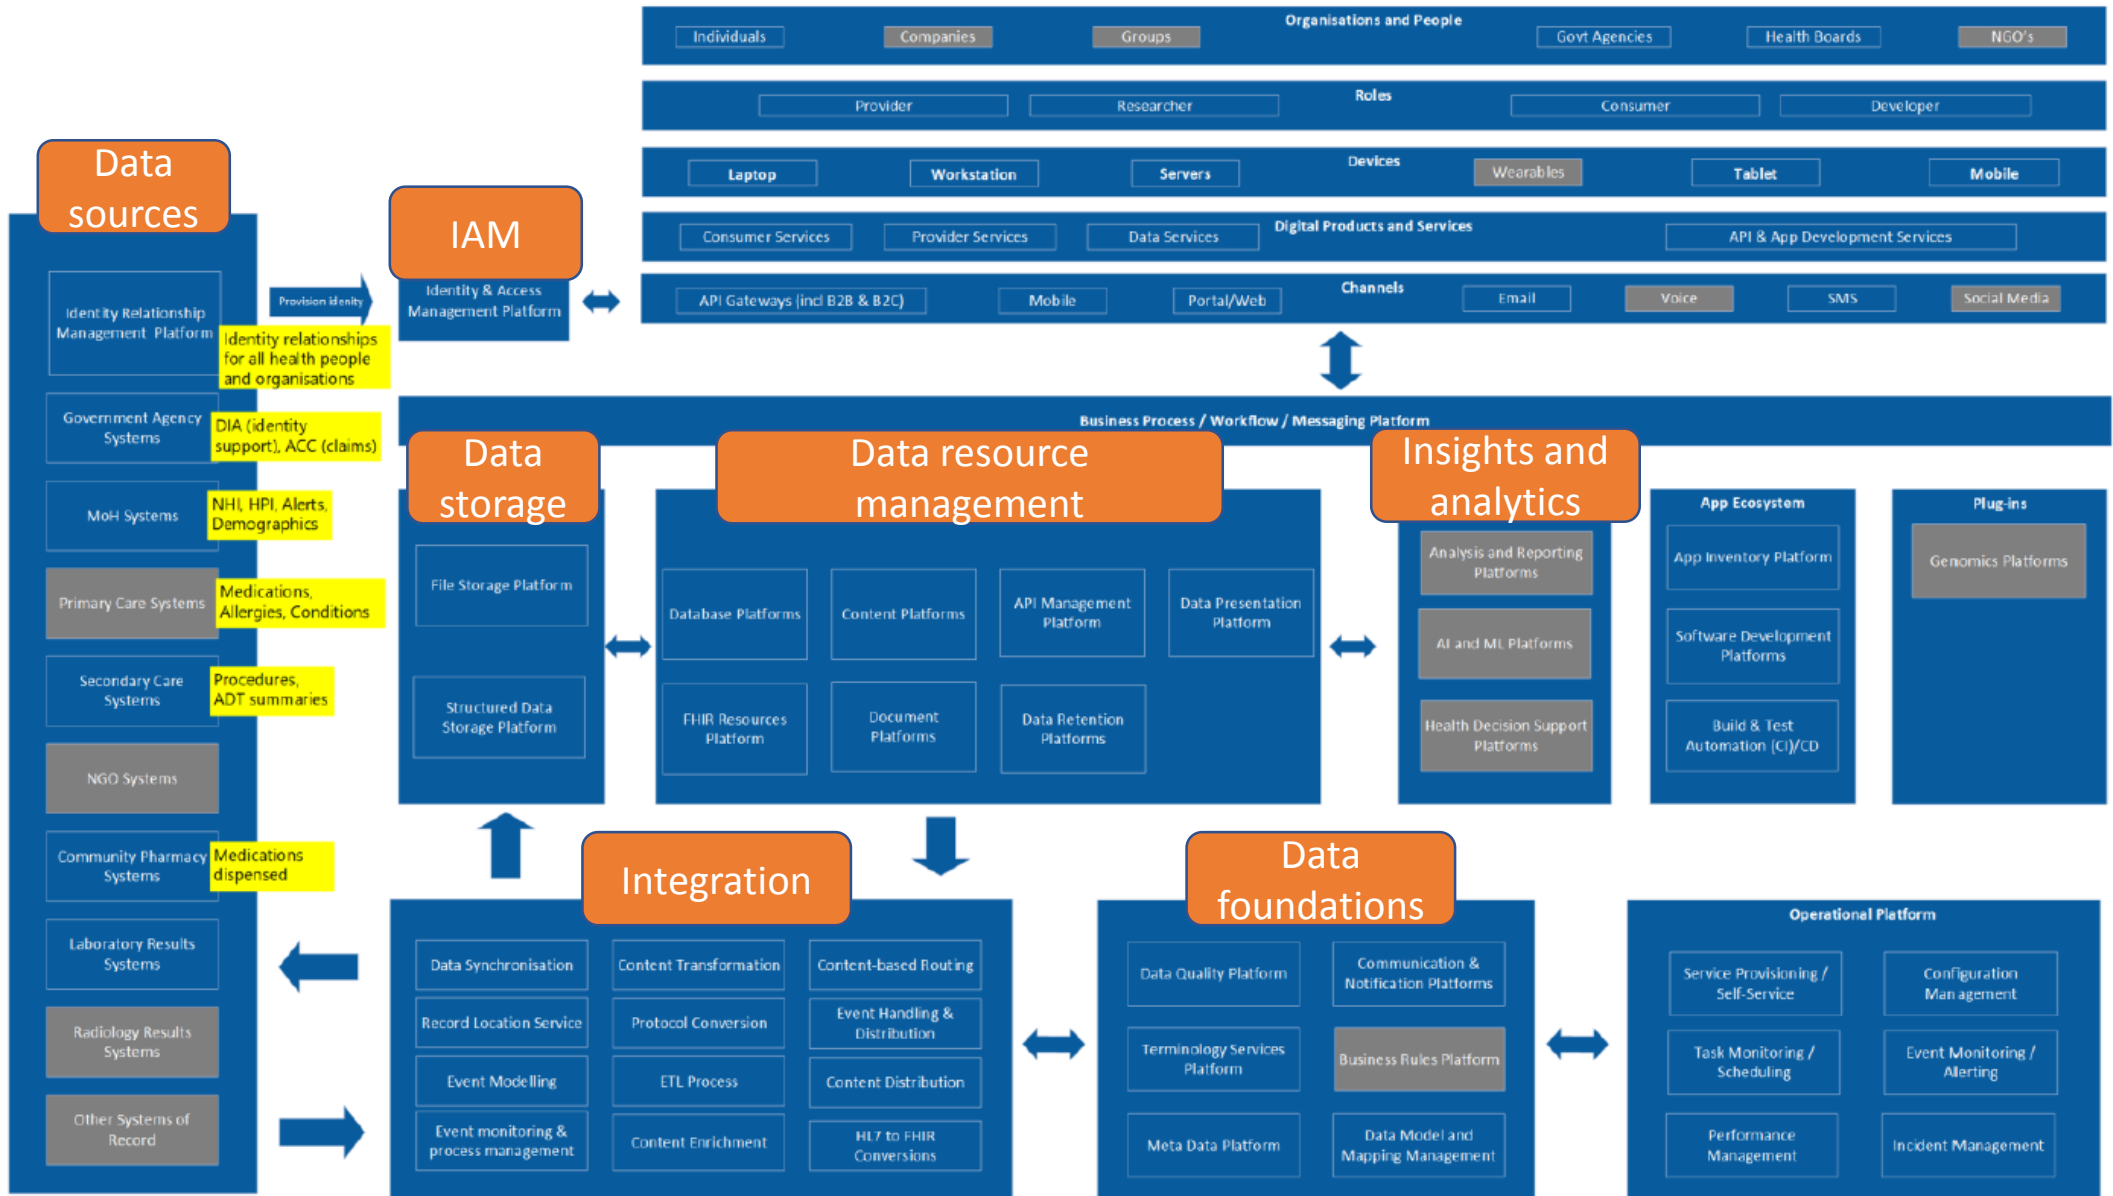 Organisations and People
Individuals
Companies
Groups
Govt Agencies
Health Boards
NGO's
Roles
Provider
Researcher
Consumer
Developer
Devices
Laptop
Workstation
Servers
Wearables
Tablet
Mobile
Digital Products and Services
Consumer Services
Provider Services
Data Services
API & App Development Services
Channels
API Gateways (incl B2B & B2C)
Mobile
Portal/Web
Email
Voice
SMS
Social Media
Data
sources
Identity Relationship
Management Platform
Identity relationships
for all health people
and organisations
Government Agency
Systems
DIA (identity
support), ACC (claims)
MoH Systems
NHI, HPI, Alerts,
Demographics
Primary Care Systems
Medications,
Allergies, Conditions
Secondary Care
Systems
Procedures,
ADT summaries
NGO Systems
Community Pharmacy
Systems
Medications
dispensed
Laboratory Results
Systems
Radiology Results
Systems
Other Systems of
Record
Provision idenity
IAM
Identity & Access
Management Platform
Business Process / Workflow / Messaging Platform
Data
storage
File Storage Platform
Structured Data
Storage Platform
Data resource
management
Database Platforms
Content Platforms
API Management
Platform
Data Presentation
Platform
FHIR Resources
Platform
Document
Platforms
Data Retention
Platforms
Insights and
analytics
Analysis and Reporting
Platforms
AI and ML Platforms
Health Decision Support
Platforms
App Ecosystem
App Inventory Platform
Software Development
Platforms
Build & Test
Automation (CI)/CD
Plug-ins
Genomics Platforms
Integration
Data Synchronisation
Content Transformation
Content-based Routing
Record Location Service
Protocol Conversion
Event Handling &
Distribution
Event Modelling
ETL Process
Content Distribution
Event monitoring &
process management
Content Enrichment
HL7 to FHIR
Conversions
Data
foundations
Data Quality Platform
Communication &
Notification Platforms
Terminology Services
Platform
Business Rules Platform
Meta Data Platform
Data Model and
Mapping Management
Operational Platform
Service Provisioning /
Self-Service
Configuration
Management
Task Monitoring /
Scheduling
Event Monitoring /
Alerting
Performance
Management
Incident Management